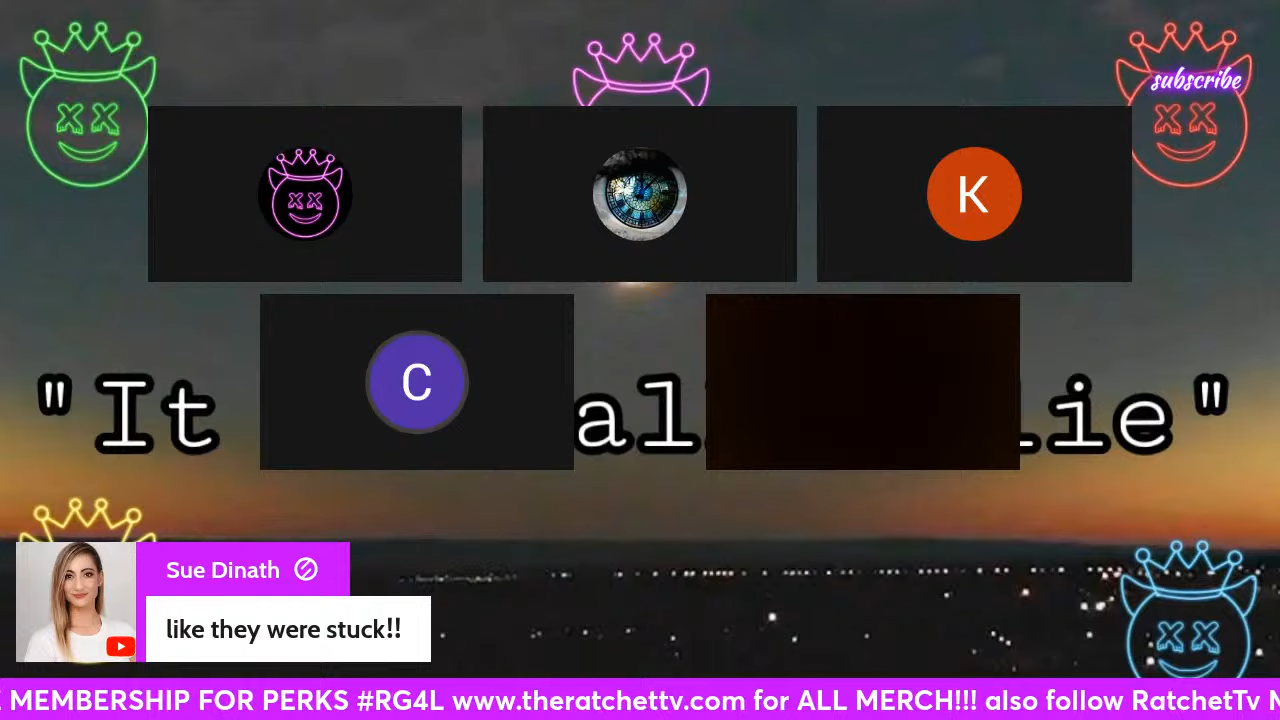 subscribe
K
C
"It al lie"
Sue Dinath
like they were stuck!!
MEMBERSHIP FOR PERKS #RG4L www.theratchettv.com for ALL MERCH!!! also follow RatchetTv